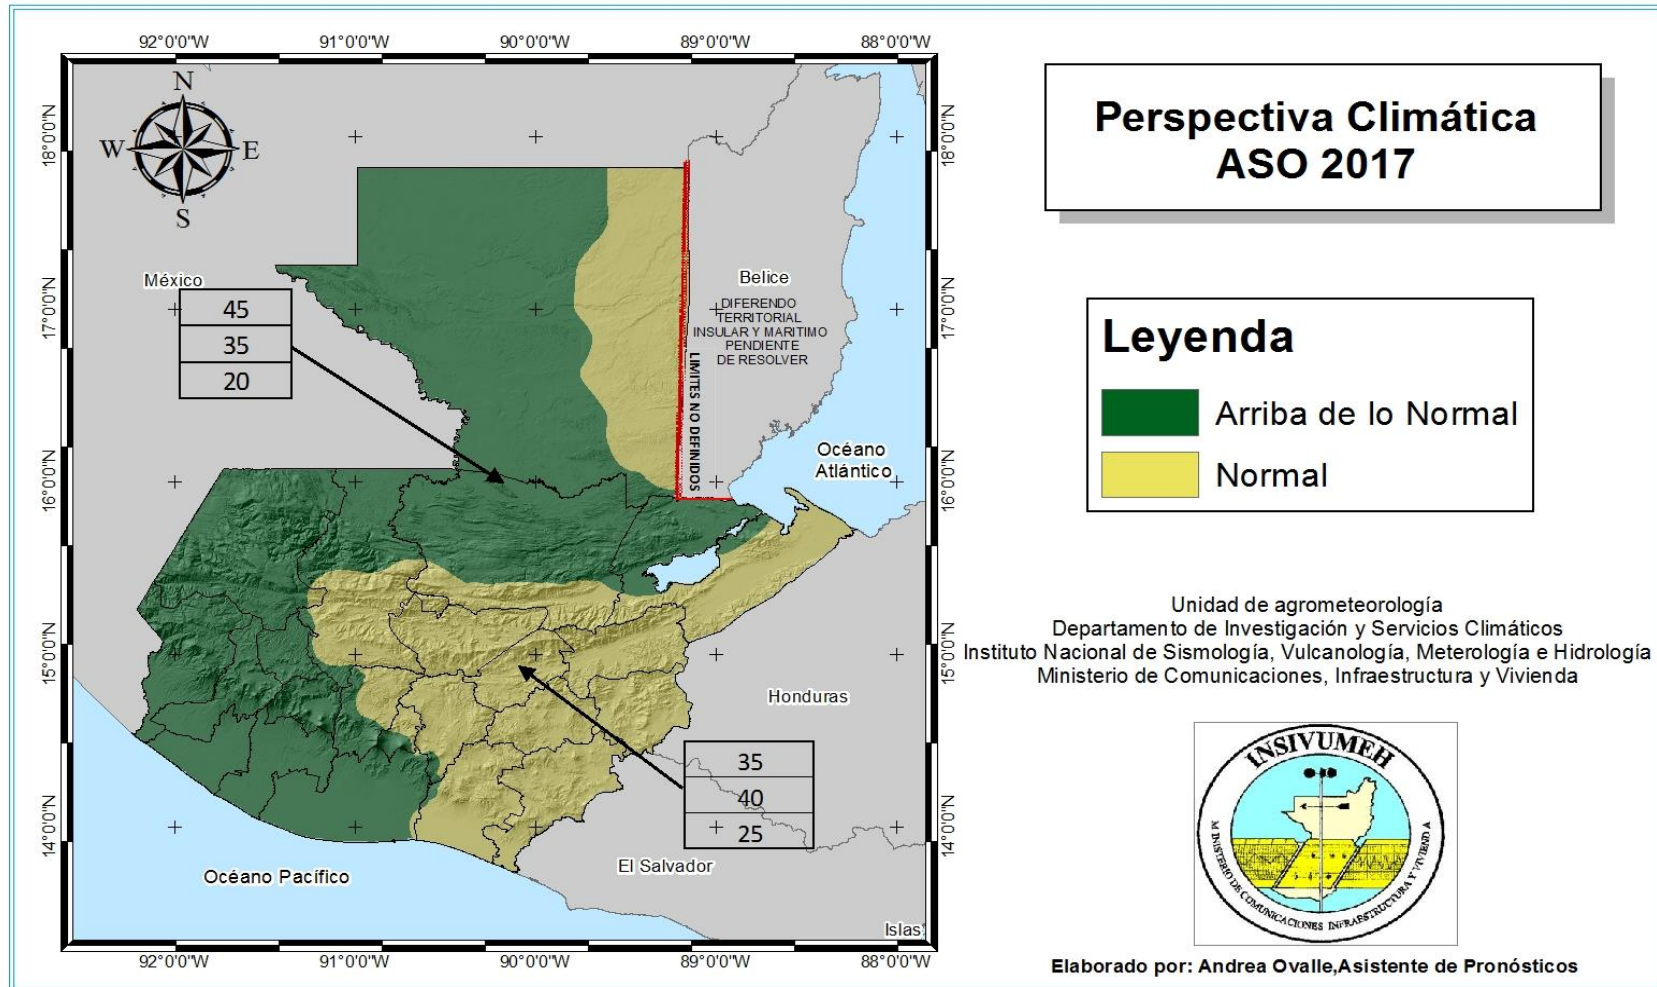 92°0'0"W 91°0'0"W 90°0'0"W 89°0'0"W 88°0'0"W
18°0'0"N
17°0'0"N
16°0'0"N
15°0'0"N
14°0'0"N
N
W E
S
México
45
35
20
Belice
DIFERENDO
TERRITORIAL
INSULAR Y MARITIMO
PENDIENTE
DE RESOLVER
LIMITES NO DEFINIDOS
Océano
Atlántico
Honduras
35
40
25
El Salvador
Océano Pacífico
Islas
18°0'0"N
17°0'0"N
16°0'0"N
15°0'0"N
14°0'0"N
92°0'0"W 91°0'0"W 90°0'0"W 89°0'0"W 88°0'0"W
Perspectiva Climática
ASO 2017
Leyenda
Arriba de lo Normal
Normal
Unidad de agrometeorología
Departamento de Investigación y Servicios Climáticos
Instituto Nacional de Sismología, Vulcanología, Meterología e Hidrología
Ministerio de Comunicaciones, Infraestructura y Vivienda
INSIVUMEH
MINISTERIO DE COMUNICACIONES INFRAESTRUCTURA Y VIVIENDA
Elaborado por: Andrea Ovalle,Asistente de Pronósticos